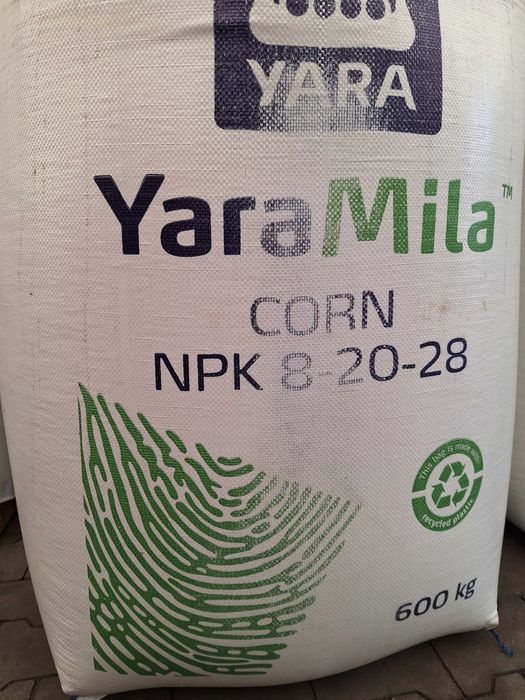 YARA
YaraMila™
CORN
NPK 8-20-28
This bag is made with
recycled plastic
600 kg